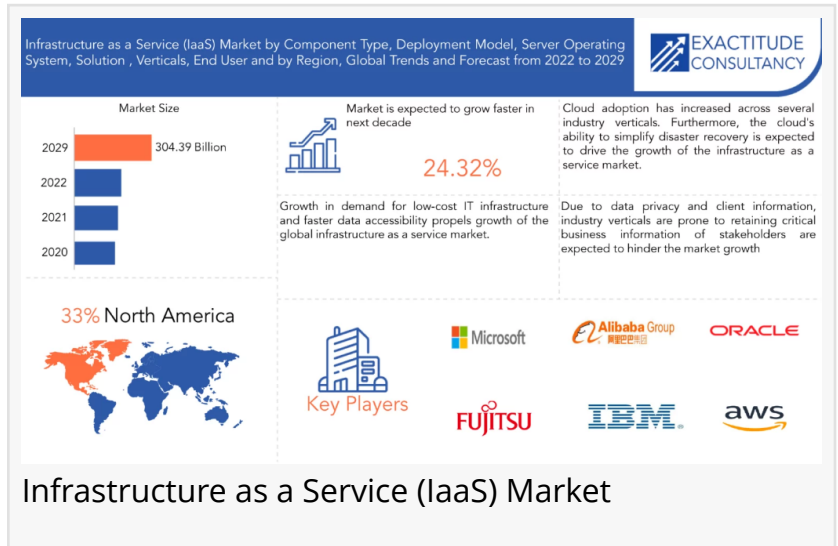 Infrastructure as a Service (IaaS) Market by Component Type, Deployment Model, Server Operating
System, Solution , Verticals, End User and by Region, Global Trends and Forecast from 2022 to 2029
EXACTITUDE
CONSULTANCY
Market Size
2029
304.39 Billion
2022
2021
2020
Market is expected to grow faster in
next decade
24.32%
Cloud adoption has increased across several
industry verticals. Furthermore, the cloud's
ability to simplify disaster recovery is expected
to drive the growth of the infrastructure as a
service market.
Growth in demand for low-cost IT infrastructure
and faster data accessibility propels growth of the
global infrastructure as a service market.
Due to data privacy and client information,
industry verticals are prone to retaining critical
business information of stakeholders are
expected to hinder the market growth
33% North America
Key Players
Microsoft
Alibaba Group
阿里巴巴集团
ORACLE
FUJITSU
IBM
aws
Infrastructure as a Service (IaaS) Market